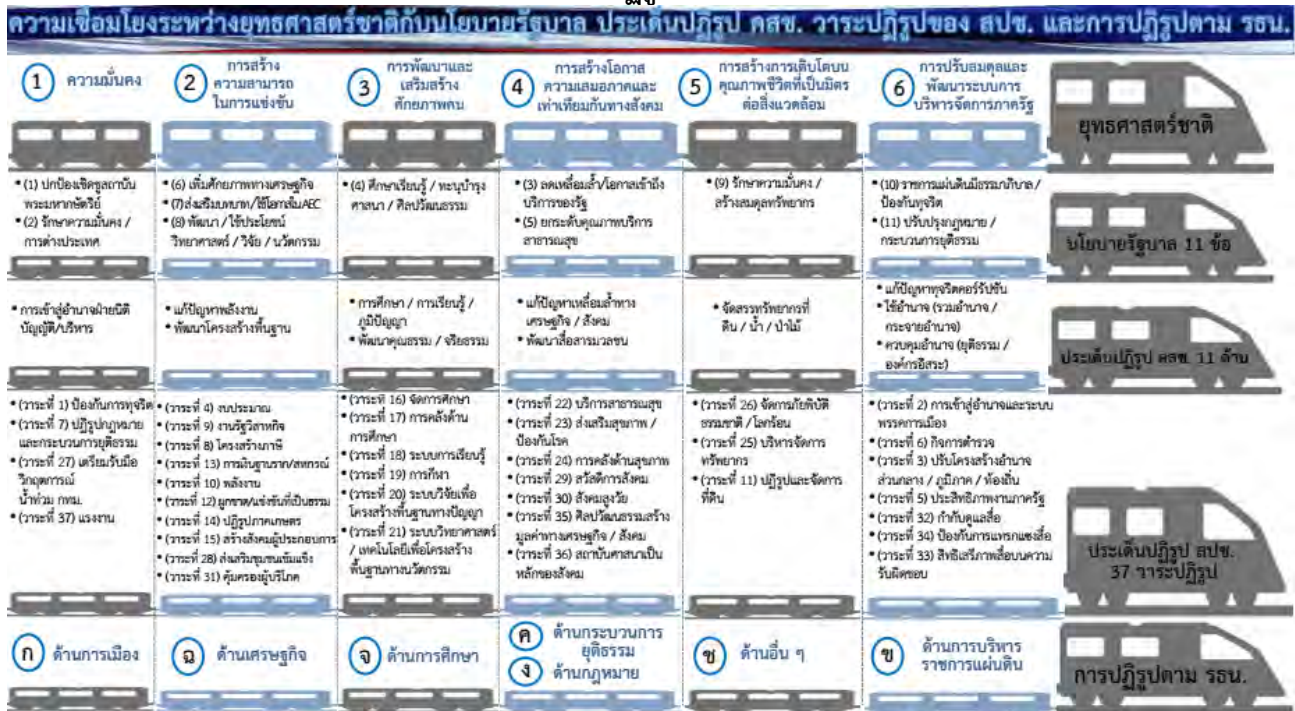 ความเชื่อมโยงระหว่างยุทธศาสตร์ชาติกับนโยบายรัฐบาล ประเด็นปฏิรูป คสช. วาระปฏิรูปของ สปช. และการปฏิรูปตาม รธน.
1 ความมั่นคง
2 การสร้าง
ความสามารถ
ในการแข่งขัน
3 การพัฒนาและ
เสริมสร้าง
ศักยภาพคน
4 การสร้างโอกาส
ความเสมอภาคและ
เท่าเทียมกันทางสังคม
5 การสร้างการเติบโตบน
คุณภาพชีวิตที่เป็นมิตร
ต่อสิ่งแวดล้อม
6 การปรับสมดุลและ
พัฒนาระบบการ
บริหารจัดการภาครัฐ
ยุทธศาสตร์ชาติ
• (1) ปกป้องเชิดชูสถาบัน
พระมหากษัตริย์
• (2) รักษาความมั่นคง /
การต่างประเทศ
• (6) เพิ่มศักยภาพทางเศรษฐกิจ
• (7)ส่งเสริมบทบาท/ใช้โอกาสในAEC
• (8) พัฒนา / ใช้ประโยชน์
วิทยาศาสตร์ / วิจัย / นวัตกรรม
• (4) ศึกษาเรียนรู้ / ทะนุบำรุง
ศาสนา / ศิลปวัฒนธรรม
• (3) ลดเหลื่อมล้ำ/โอกาสเข้าถึง
บริการของรัฐ
• (5) ยกระดับคุณภาพบริการ
สาธารณสุข
• (9) รักษาความมั่นคง /
สร้างสมดุลทรัพยากร
• (10) ราชการแผ่นดินมีธรรมาภิบาล /
ป้องกันทุจริต
• (11) ปรับปรุงกฎหมาย /
กระบวนการยุติธรรม
นโยบายรัฐบาล 11 ข้อ
• การเข้าสู่อำนาจฝ่ายนิติ
บัญญัติ/บริหาร
• แก้ปัญหาพลังงาน
• พัฒนาโครงสร้างพื้นฐาน
• การศึกษา / การเรียนรู้ /
ภูมิปัญญา
• พัฒนาคุณธรรม / จริยธรรม
• แก้ปัญหาเหลื่อมล้ำทาง
เศรษฐกิจ / สังคม
• พัฒนาสื่อสารมวลชน
• จัดสรรทรัพยากรที่
ดิน / น้ำ / ป่าไม้
• แก้ปัญหาทุจริตคอร์รัปชัน
• ใช้อำนาจ (รวมอำนาจ /
กระจายอำนาจ)
• ควบคุมอำนาจ (ยุติธรรม /
องค์กรอิสระ)
ประเด็นปฏิรูป คสช. 11 ด้าน
• (วาระที่ 1) ป้องกันการทุจริต
• (วาระที่ 7) ปฏิรูปกฎหมาย
และกระบวนการยุติธรรม
• (วาระที่ 27) เตรียมรับมือ
วิกฤตการณ์
น้ำท่วม กทม.
• (วาระที่ 37) แรงงาน
• (วาระที่ 4) งบประมาณ
• (วาระที่ 9) งานรัฐวิสาหกิจ
• (วาระที่ 8) โครงสร้างภาษี
• (วาระที่ 13) การเงินฐานราก/สหกรณ์
• (วาระที่ 10) พลังงาน
• (วาระที่ 12) ผูกขาด/แข่งขันที่เป็นธรรม
• (วาระที่ 14) ปฏิรูปภาคเกษตร
• (วาระที่ 15) สร้างสังคมผู้ประกอบการ
• (วาระที่ 28) ส่งเสริมชุมชนเข้มแข็ง
• (วาระที่ 31) คุ้มครองผู้บริโภค
• (วาระที่ 16) จัดการศึกษา
• (วาระที่ 17) การคลังด้าน
การศึกษา
• (วาระที่ 18) ระบบการเรียนรู้
• (วาระที่ 19) การกีฬา
• (วาระที่ 20) ระบบวิจัยเพื่อ
โครงสร้างพื้นฐานทางปัญญา
• (วาระที่ 21) ระบบวิทยาศาสตร์
/ เทคโนโลยีเพื่อโครงสร้าง
พื้นฐานทางนวัตกรรม
• (วาระที่ 22) บริการสาธารณสุข
• (วาระที่ 23) ส่งเสริมสุขภาพ /
ป้องกันโรค
• (วาระที่ 24) การคลังด้านสุขภาพ
• (วาระที่ 29) สวัสดิการสังคม
• (วาระที่ 30) สังคมสูงวัย
• (วาระที่ 35) ศิลปวัฒนธรรมสร้าง
มูลค่าทางเศรษฐกิจ / สังคม
• (วาระที่ 36) สถาบันศาสนาเป็น
หลักของสังคม
• (วาระที่ 26) จัดการภัยพิบัติ
ธรรมชาติ / โลกร้อน
• (วาระที่ 25) บริหารจัดการ
ทรัพยากร
• (วาระที่ 11) ปฏิรูปและจัดการ
ที่ดิน
• (วาระที่ 2) การเข้าสู่อำนาจและระบบ
พรรคการเมือง
• (วาระที่ 6) กิจการตำรวจ
• (วาระที่ 3) ปรับโครงสร้างอำนาจ
ส่วนกลาง / ภูมิภาค / ท้องถิ่น
• (วาระที่ 5) ประสิทธิภาพงานภาครัฐ
• (วาระที่ 32) กำกับดูแลสื่อ
• (วาระที่ 34) ป้องกันการแทรกแซงสื่อ
• (วาระที่ 33) สิทธิเสรีภาพสื่อบนความ
รับผิดชอบ
ประเด็นปฏิรูป สปช.
37 วาระปฏิรูป
ก ด้านการเมือง
ฉ ด้านเศรษฐกิจ
จ ด้านการศึกษา
ค ด้านกระบวนการ
ยุติธรรม
ง ด้านกฎหมาย
ช ด้านอื่น ๆ
ข ด้านการบริหาร
ราชการแผ่นดิน
การปฏิรูปตาม รธน.